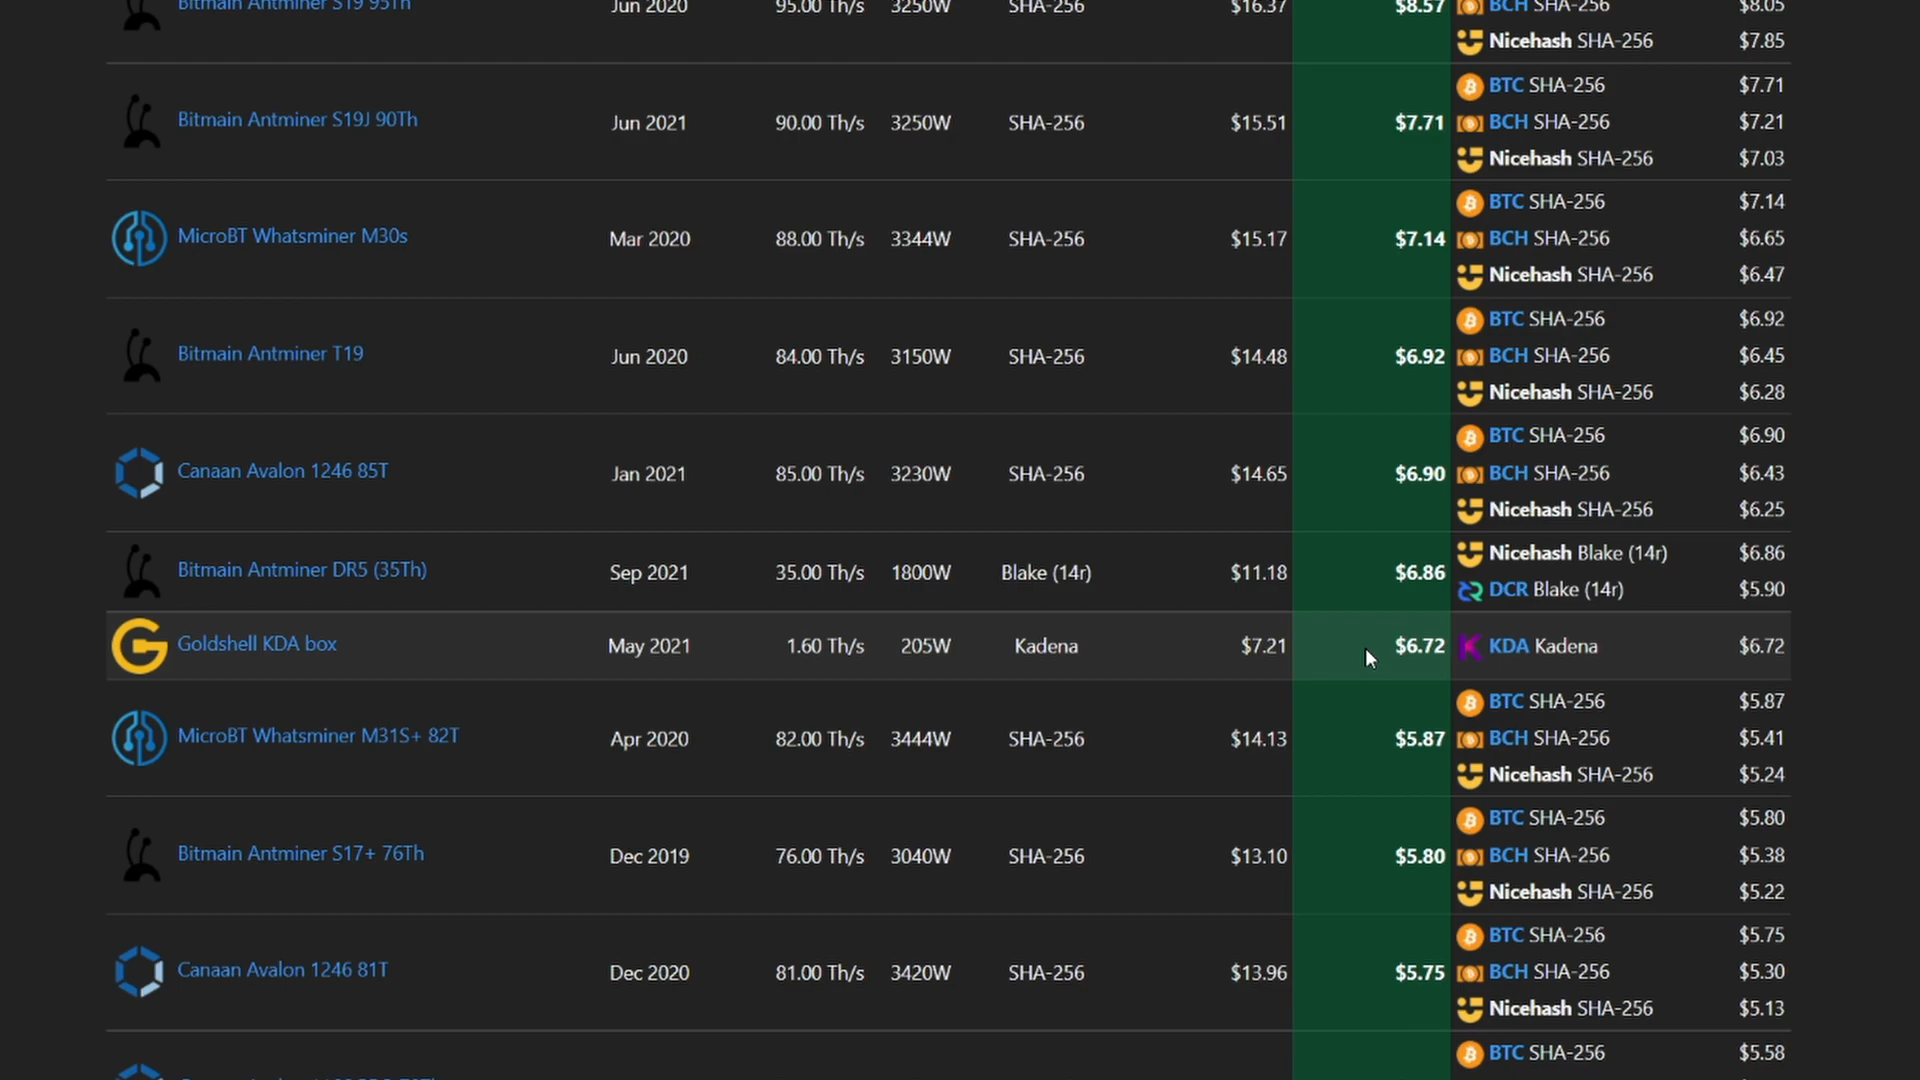 Bitmain Antminer S19 95Th Jun 2020 95.00 Th/s 3250W SHA-256 $16.37 $8.57 BCH SHA-256 $8.05
Nicehash SHA-256 $7.85
BTC SHA-256 $7.71
Bitmain Antminer S19J 90Th Jun 2021 90.00 Th/s 3250W SHA-256 $15.51 $7.71 BCH SHA-256 $7.21
Nicehash SHA-256 $7.03
BTC SHA-256 $7.14
MicroBT Whatsminer M30s Mar 2020 88.00 Th/s 3344W SHA-256 $15.17 $7.14 BCH SHA-256 $6.65
Nicehash SHA-256 $6.47
BTC SHA-256 $6.92
Bitmain Antminer T19 Jun 2020 84.00 Th/s 3150W SHA-256 $14.48 $6.92 BCH SHA-256 $6.45
Nicehash SHA-256 $6.28
BTC SHA-256 $6.90
Canaan Avalon 1246 85T Jan 2021 85.00 Th/s 3230W SHA-256 $14.65 $6.90 BCH SHA-256 $6.43
Nicehash SHA-256 $6.25
Nicehash Blake (14r) $6.86
Bitmain Antminer DR5 (35Th) Sep 2021 35.00 Th/s 1800W Blake (14r) $11.18 $6.86
DCR Blake (14r) $5.90
Goldshell KDA box May 2021 1.60 Th/s 205W Kadena $7.21 $6.72 KDA Kadena $6.72
BTC SHA-256 $5.87
MicroBT Whatsminer M31S+ 82T Apr 2020 82.00 Th/s 3444W SHA-256 $14.13 $5.87 BCH SHA-256 $5.41
Nicehash SHA-256 $5.24
BTC SHA-256 $5.80
Bitmain Antminer S17+ 76Th Dec 2019 76.00 Th/s 3040W SHA-256 $13.10 $5.80 BCH SHA-256 $5.38
Nicehash SHA-256 $5.22
BTC SHA-256 $5.75
Canaan Avalon 1246 81T Dec 2020 81.00 Th/s 3420W SHA-256 $13.96 $5.75 BCH SHA-256 $5.30
Nicehash SHA-256 $5.13
BTC SHA-256 $5.58